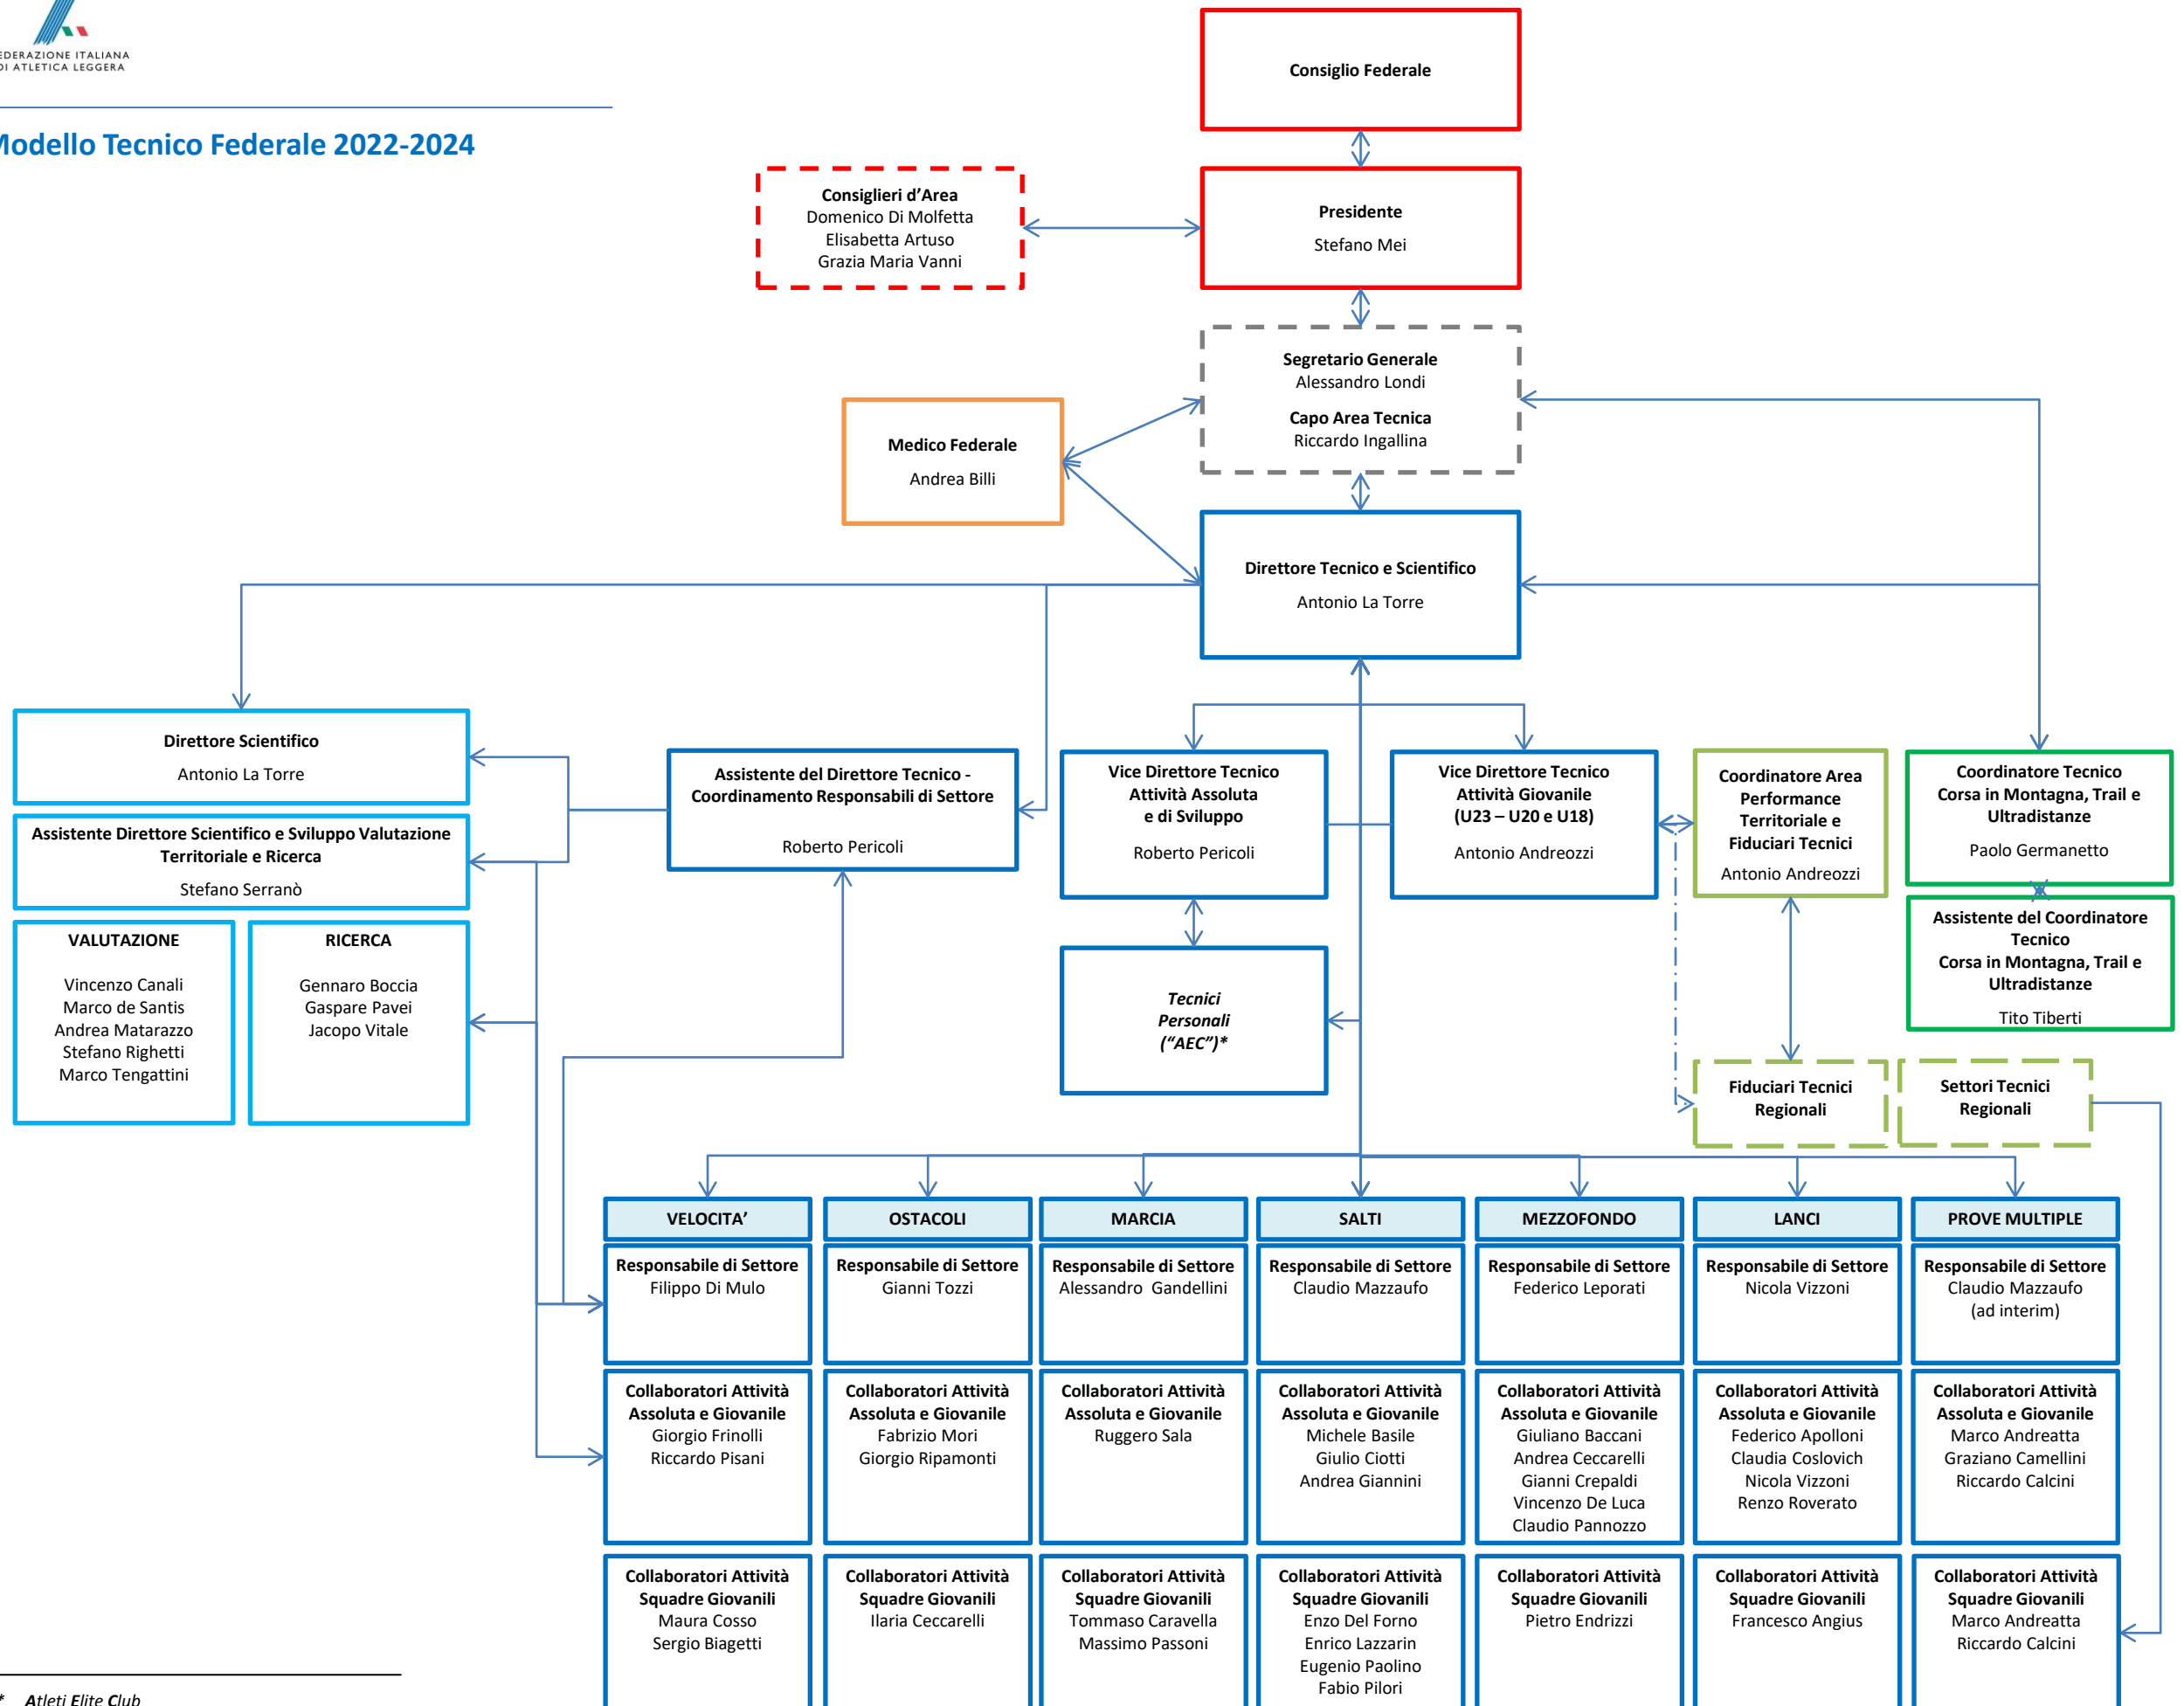 FEDERAZIONE ITALIANA
DI ATLETICA LEGGERA
Modello Tecnico Federale 2022-2024
Consiglio Federale
Consiglieri d’Area
Domenico Di Molfetta
Elisabetta Artuso
Grazia Maria Vanni
Presidente
Stefano Mei
Segretario Generale
Alessandro Londi
Capo Area Tecnica
Riccardo Ingallina
Medico Federale
Andrea Billi
Direttore Tecnico e Scientifico
Antonio La Torre
Direttore Scientifico
Antonio La Torre
Assistente Direttore Scientifico e Sviluppo Valutazione
Territoriale e Ricerca
Stefano Serranò
VALUTAZIONE
Vincenzo Canali
Marco de Santis
Andrea Matarazzo
Stefano Righetti
Marco Tengattini
RICERCA
Gennaro Boccia
Gaspare Pavei
Jacopo Vitale
Assistente del Direttore Tecnico -
Coordinamento Responsabili di Settore
Roberto Pericoli
Vice Direttore Tecnico
Attività Assoluta
e di Sviluppo
Roberto Pericoli
Vice Direttore Tecnico
Attività Giovanile
(U23 – U20 e U18)
Antonio Andreozzi
Coordinatore Area
Performance
Territoriale e
Fiduciari Tecnici
Antonio Andreozzi
Coordinatore Tecnico
Corsa in Montagna, Trail e
Ultradistanze
Paolo Germanetto
Assistente del Coordinatore
Tecnico
Corsa in Montagna, Trail e
Ultradistanze
Tito Tiberti
Tecnici
Personali
(“AEC”)*
Fiduciari Tecnici
Regionali
Settori Tecnici
Regionali
VELOCITA’
Responsabile di Settore
Filippo Di Mulo
Collaboratori Attività
Assoluta e Giovanile
Giorgio Frinolli
Riccardo Pisani
Collaboratori Attività
Squadre Giovanili
Maura Cosso
Sergio Biagetti
OSTACOLI
Responsabile di Settore
Gianni Tozzi
Collaboratori Attività
Assoluta e Giovanile
Fabrizio Mori
Giorgio Ripamonti
Collaboratori Attività
Squadre Giovanili
Ilaria Ceccarelli
MARCIA
Responsabile di Settore
Alessandro Gandellini
Collaboratori Attività
Assoluta e Giovanile
Ruggero Sala
Collaboratori Attività
Squadre Giovanili
Tommaso Caravella
Massimo Passoni
SALTI
Responsabile di Settore
Claudio Mazzaufo
Collaboratori Attività
Assoluta e Giovanile
Michele Basile
Giulio Ciotti
Andrea Giannini
Collaboratori Attività
Squadre Giovanili
Enzo Del Forno
Enrico Lazzarin
Eugenio Paolino
Fabio Pilori
MEZZOFONDO
Responsabile di Settore
Federico Leporati
Collaboratori Attività
Assoluta e Giovanile
Giuliano Baccani
Andrea Ceccarelli
Gianni Crepaldi
Vincenzo De Luca
Claudio Pannozzo
Collaboratori Attività
Squadre Giovanili
Pietro Endrizzi
LANCI
Responsabile di Settore
Nicola Vizzoni
Collaboratori Attività
Assoluta e Giovanile
Federico Apolloni
Claudia Coslovich
Nicola Vizzoni
Renzo Roverato
Collaboratori Attività
Squadre Giovanili
Francesco Angius
PROVE MULTIPLE
Responsabile di Settore
Claudio Mazzaufo
(ad interim)
Collaboratori Attività
Assoluta e Giovanile
Marco Andreatta
Graziano Camellini
Riccardo Calcini
Collaboratori Attività
Squadre Giovanili
Marco Andreatta
Riccardo Calcini
* Atleti Elite Club